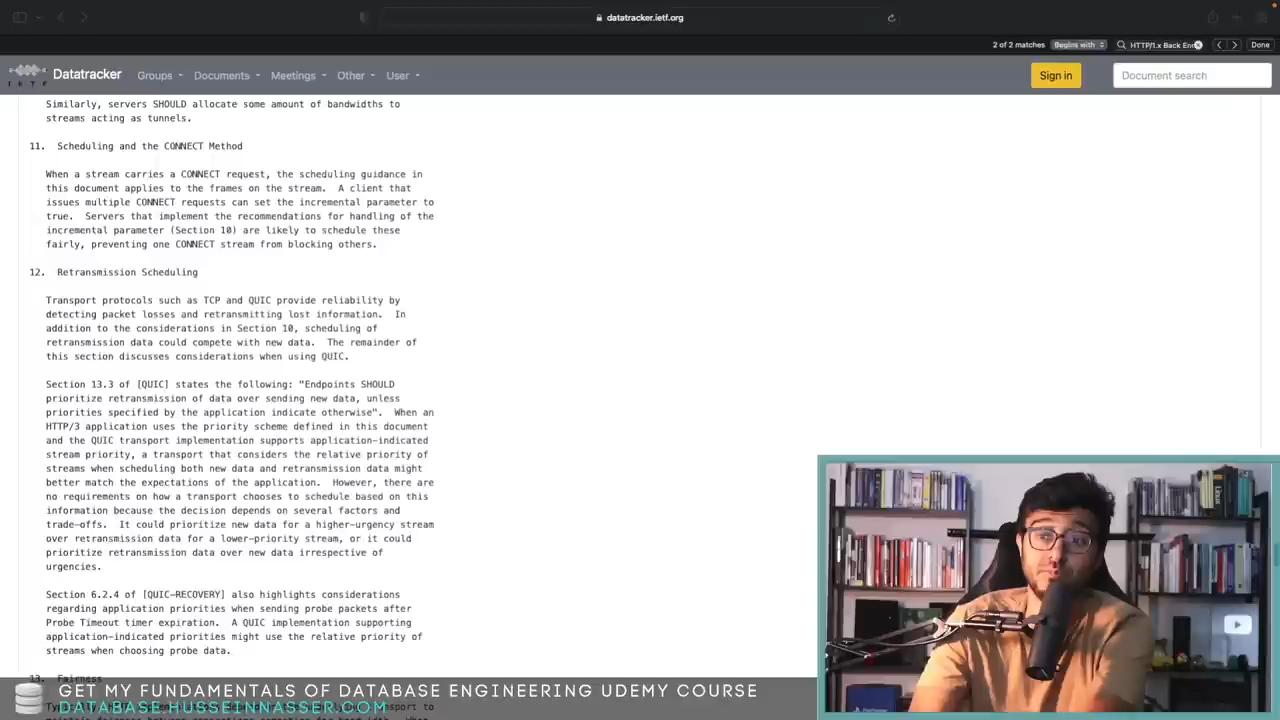 datatracker.ietf.org
2 of 2 matches
Begins with
HTTP/1.x Back En
Done
I E T F
Datatracker
Groups
Documents
Meetings
Other
User
Sign in
Document search
Similarly, servers SHOULD allocate some amount of bandwidths to
streams acting as tunnels.
11. Scheduling and the CONNECT Method
When a stream carries a CONNECT request, the scheduling guidance in
this document applies to the frames on the stream. A client that
issues multiple CONNECT requests can set the incremental parameter to
true. Servers that implement the recommendations for handling of the
incremental parameter (Section 10) are likely to schedule these
fairly, preventing one CONNECT stream from blocking others.
12. Retransmission Scheduling
Transport protocols such as TCP and QUIC provide reliability by
detecting packet losses and retransmitting lost information. In
addition to the considerations in Section 10, scheduling of
retransmission data could compete with new data. The remainder of
this section discusses considerations when using QUIC.
Section 13.3 of [QUIC] states the following: "Endpoints SHOULD
prioritize retransmission of data over sending new data, unless
priorities specified by the application indicate otherwise". When an
HTTP/3 application uses the priority scheme defined in this document
and the QUIC transport implementation supports application-indicated
stream priority, a transport that considers the relative priority of
streams when scheduling both new data and retransmission data might
better match the expectations of the application. However, there are
no requirements on how a transport chooses to schedule based on this
information because the decision depends on several factors and
trade-offs. It could prioritize new data for a higher-urgency stream
over retransmission data for a lower-priority stream, or it could
prioritize retransmission data over new data irrespective of
urgencies.
Section 6.2.4 of [QUIC-RECOVERY] also highlights considerations
regarding application priorities when sending probe packets after
Probe Timeout timer expiration. A QUIC implementation supporting
application-indicated priorities might use the relative priority of
streams when choosing probe data.
13. Fairness
GET MY FUNDAMENTALS OF DATABASE ENGINEERING UDEMY COURSE
DATABASE.HUSSEINNASSER.COM